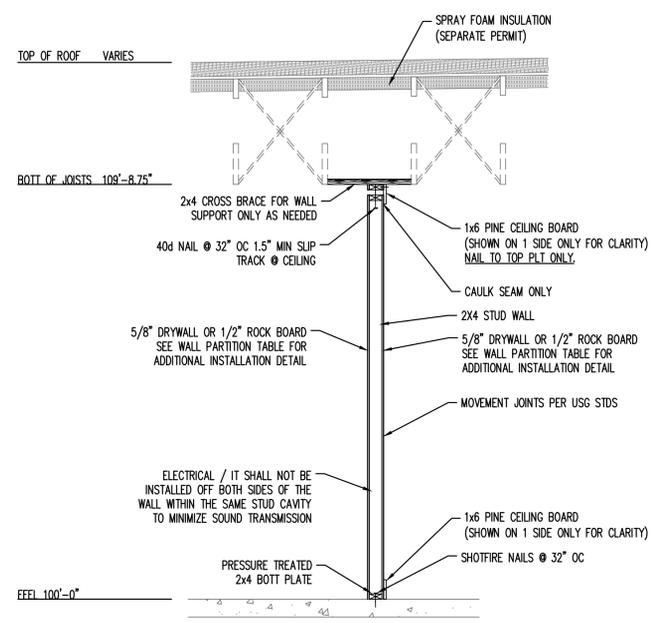 SPRAY FOAM INSULATION
(SEPARATE PERMIT)
TOP OF ROOF VARIES
BOTT OF JOISTS 109'-8.75"
2x4 CROSS BRACE FOR WALL
SUPPORT ONLY AS NEEDED
40d NAIL @ 32" OC 1.5" MIN SLIP
TRACK @ CEILING
1x6 PINE CEILING BOARD
(SHOWN ON 1 SIDE ONLY FOR CLARITY)
NAIL TO TOP PLT ONLY.
CAULK SEAM ONLY
2X4 STUD WALL
5/8" DRYWALL OR 1/2" ROCK BOARD
SEE WALL PARTITION TABLE FOR
ADDITIONAL INSTALLATION DETAIL
5/8" DRYWALL OR 1/2" ROCK BOARD
SEE WALL PARTITION TABLE FOR
ADDITIONAL INSTALLATION DETAIL
MOVEMENT JOINTS PER USG STDS
ELECTRICAL / IT SHALL NOT BE
INSTALLED OFF BOTH SIDES OF THE
WALL WITHIN THE SAME STUD CAVITY
TO MINIMIZE SOUND TRANSMISSION
1x6 PINE CEILING BOARD
(SHOWN ON 1 SIDE ONLY FOR CLARITY)
SHOTFIRE NAILS @ 32" OC
PRESSURE TREATED
2x4 BOTT PLATE
FFEL 100'-0"